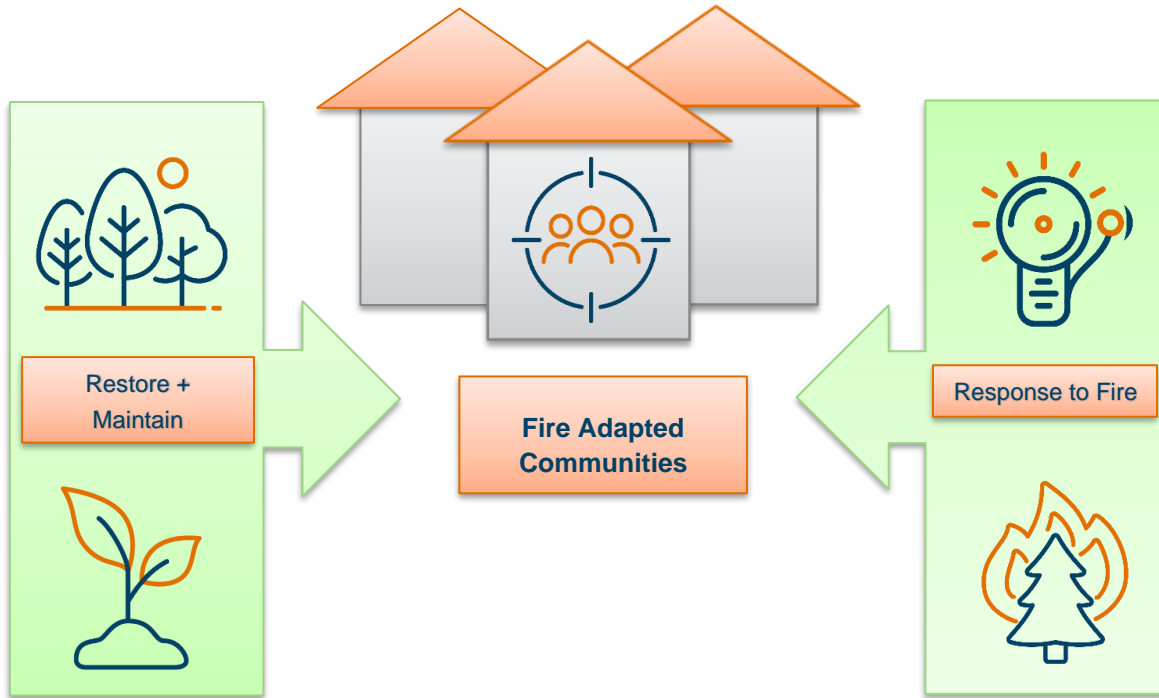 Restore +
Maintain
Fire Adapted
Communities
Response to Fire